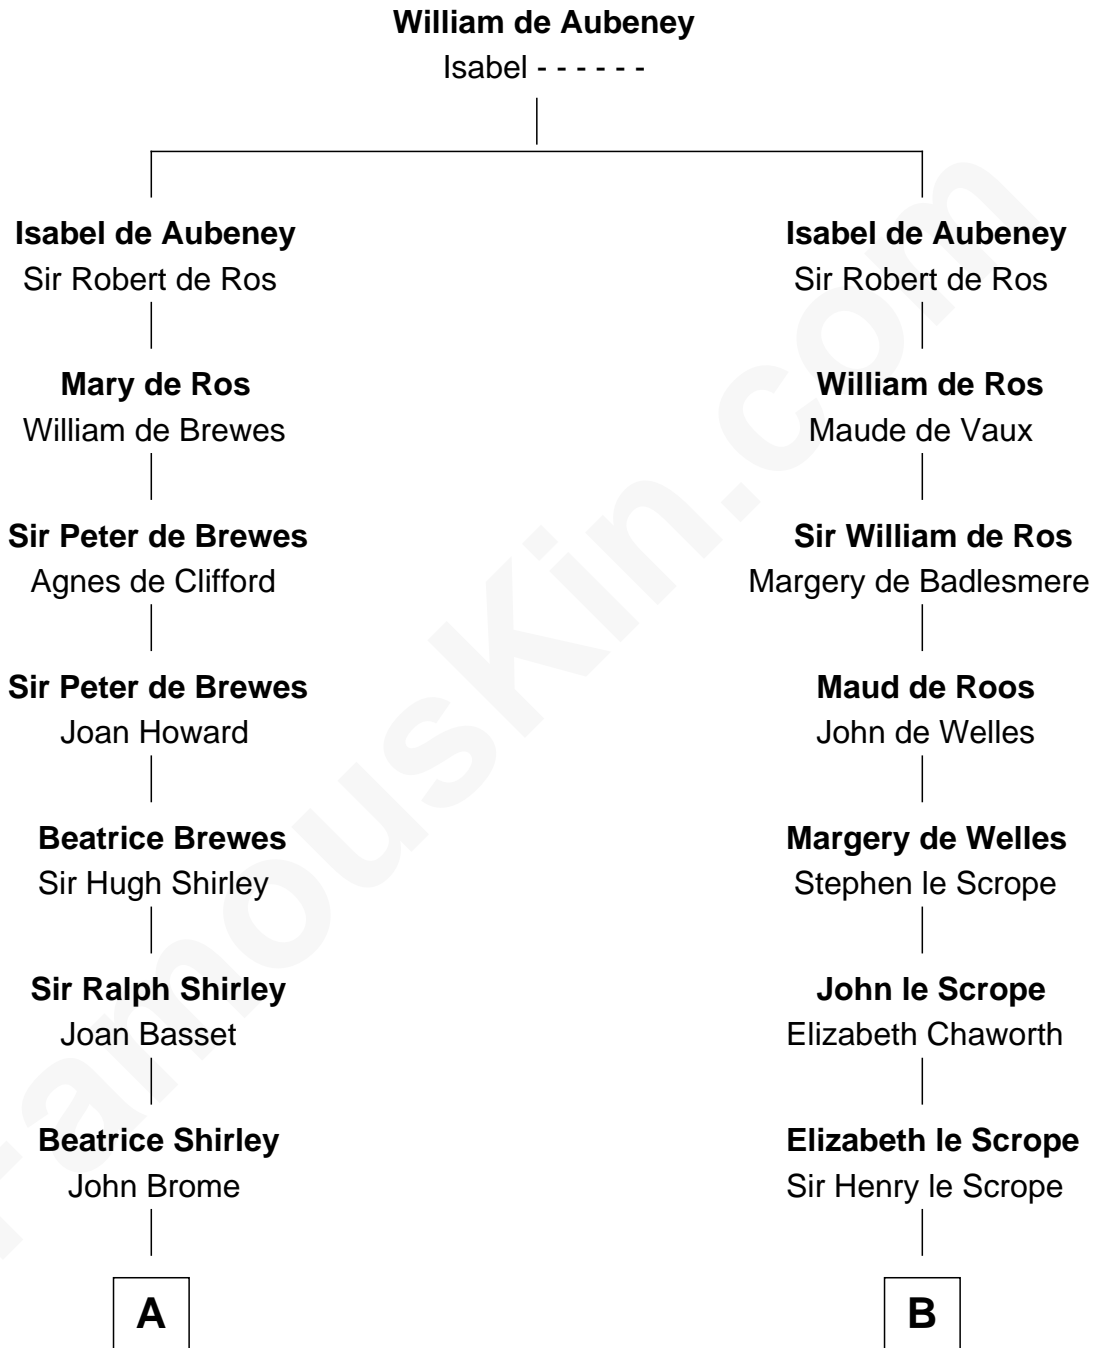 William de Aubeney
Isabel - - - - - -
Isabel de Aubeney
Sir Robert de Ros
Mary de Ros
William de Brewes
Sir Peter de Brewes
Agnes de Clifford
Sir Peter de Brewes
Joan Howard
Beatrice Brewes
Sir Hugh Shirley
Sir Ralph Shirley
Joan Basset
Beatrice Shirley
John Brome
A
Isabel de Aubeney
Sir Robert de Ros
William de Ros
Maude de Vaux
Sir William de Ros
Margery de Badlesmere
Maud de Roos
John de Welles
Margery de Welles
Stephen le Scrope
John le Scrope
Elizabeth Chaworth
Elizabeth le Scrope
Sir Henry le Scrope
B
FamousKin.com